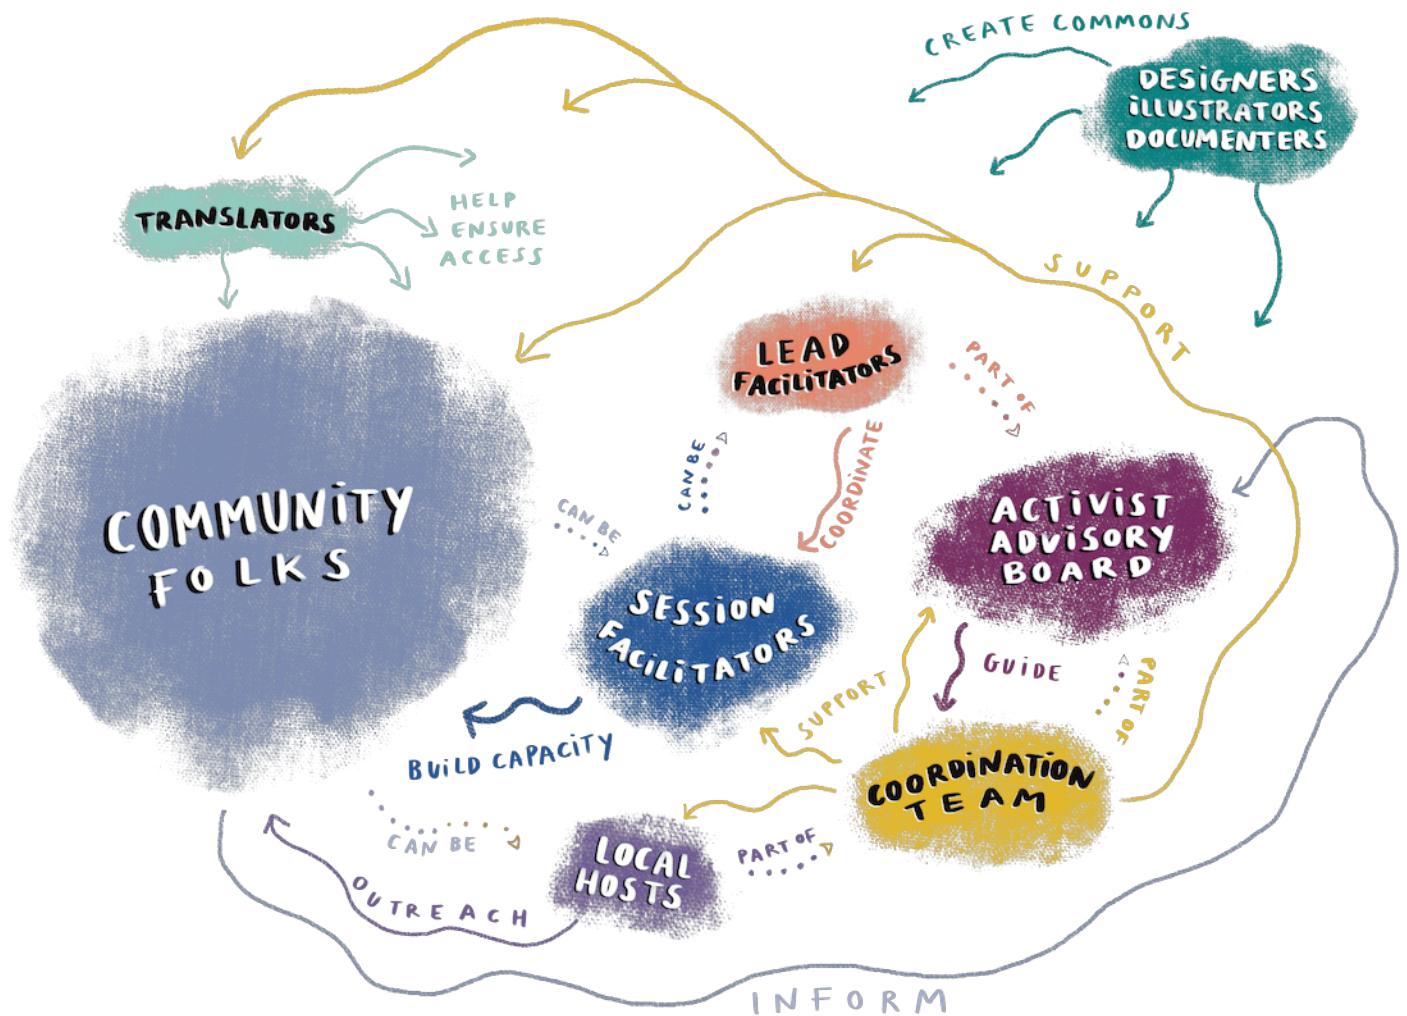 CREATE COMMONS
DESIGNERS
ILLUSTRATORS
DOCUMENTERS
TRANSLATORS
HELP
ENSURE
ACCESS
SUPPORT
LEAD
FACILITATORS
PART OF
CAN BE
COORDINATE
COMMUNITY
FOLKS
CAN BE
ACTIVIST
ADVISORY
BOARD
SESSION
FACILITATORS
GUIDE
PART OF
SUPPORT
BUILD CAPACITY
COORDINATION
TEAM
CAN BE
LOCAL
HOSTS
PART OF
OUTREACH
INFORM